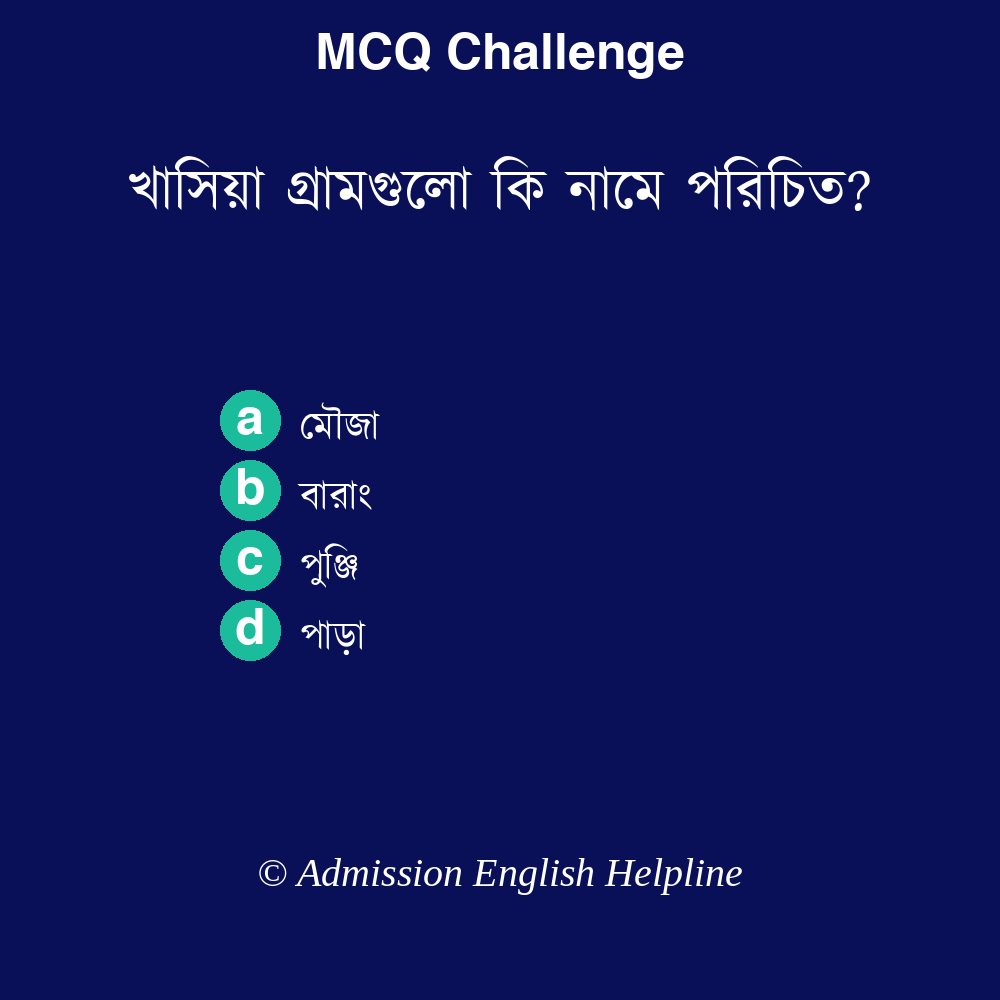 MCQ Challenge
খাসিয়া গ্রামগুলো কি নামে পরিচিত?
a মৌজা
b বারাং
c পুঞ্জি
d পাড়া
© Admission English Helpline